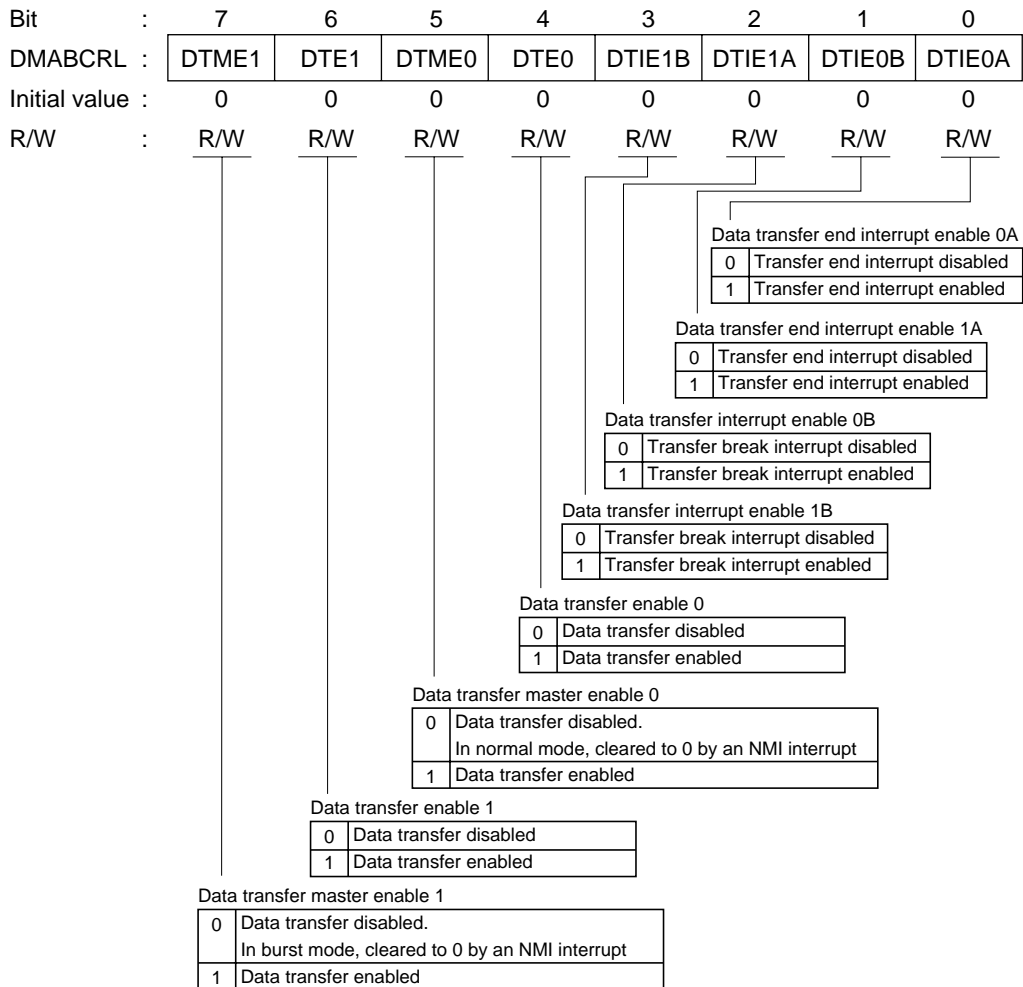 Bit : 7 6 5 4 3 2 1 0
DMABCRL : DTME1 DTE1 DTME0 DTE0 DTIE1B DTIE1A DTIE0B DTIE0A
Initial value : 0 0 0 0 0 0 0 0
R/W : R/W R/W R/W R/W R/W R/W R/W R/W
Data transfer end interrupt enable 0A
0 Transfer end interrupt disabled
1 Transfer end interrupt enabled
Data transfer end interrupt enable 1A
0 Transfer end interrupt disabled
1 Transfer end interrupt enabled
Data transfer interrupt enable 0B
0 Transfer break interrupt disabled
1 Transfer break interrupt enabled
Data transfer interrupt enable 1B
0 Transfer break interrupt disabled
1 Transfer break interrupt enabled
Data transfer enable 0
0 Data transfer disabled
1 Data transfer enabled
Data transfer master enable 0
0 Data transfer disabled.
In normal mode, cleared to 0 by an NMI interrupt
1 Data transfer enabled
Data transfer enable 1
0 Data transfer disabled
1 Data transfer enabled
Data transfer master enable 1
0 Data transfer disabled.
In burst mode, cleared to 0 by an NMI interrupt
1 Data transfer enabled